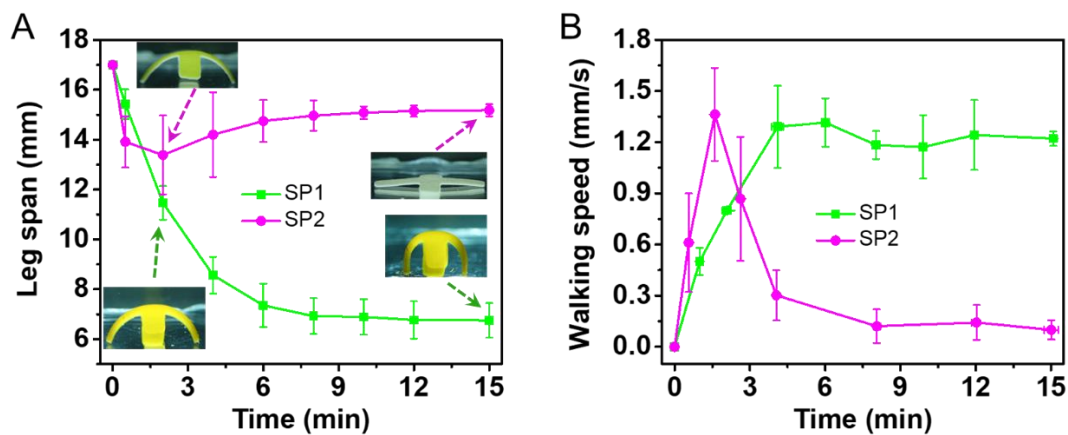 A
18
16
14
12
10
8
6
Leg span (mm)
SP1
SP2
0 3 6 9 12 15
Time (min)
B
1.8
1.5
1.2
0.9
0.6
0.3
0.0
Walking speed (mm/s)
SP1
SP2
0 3 6 9 12 15
Time (min)